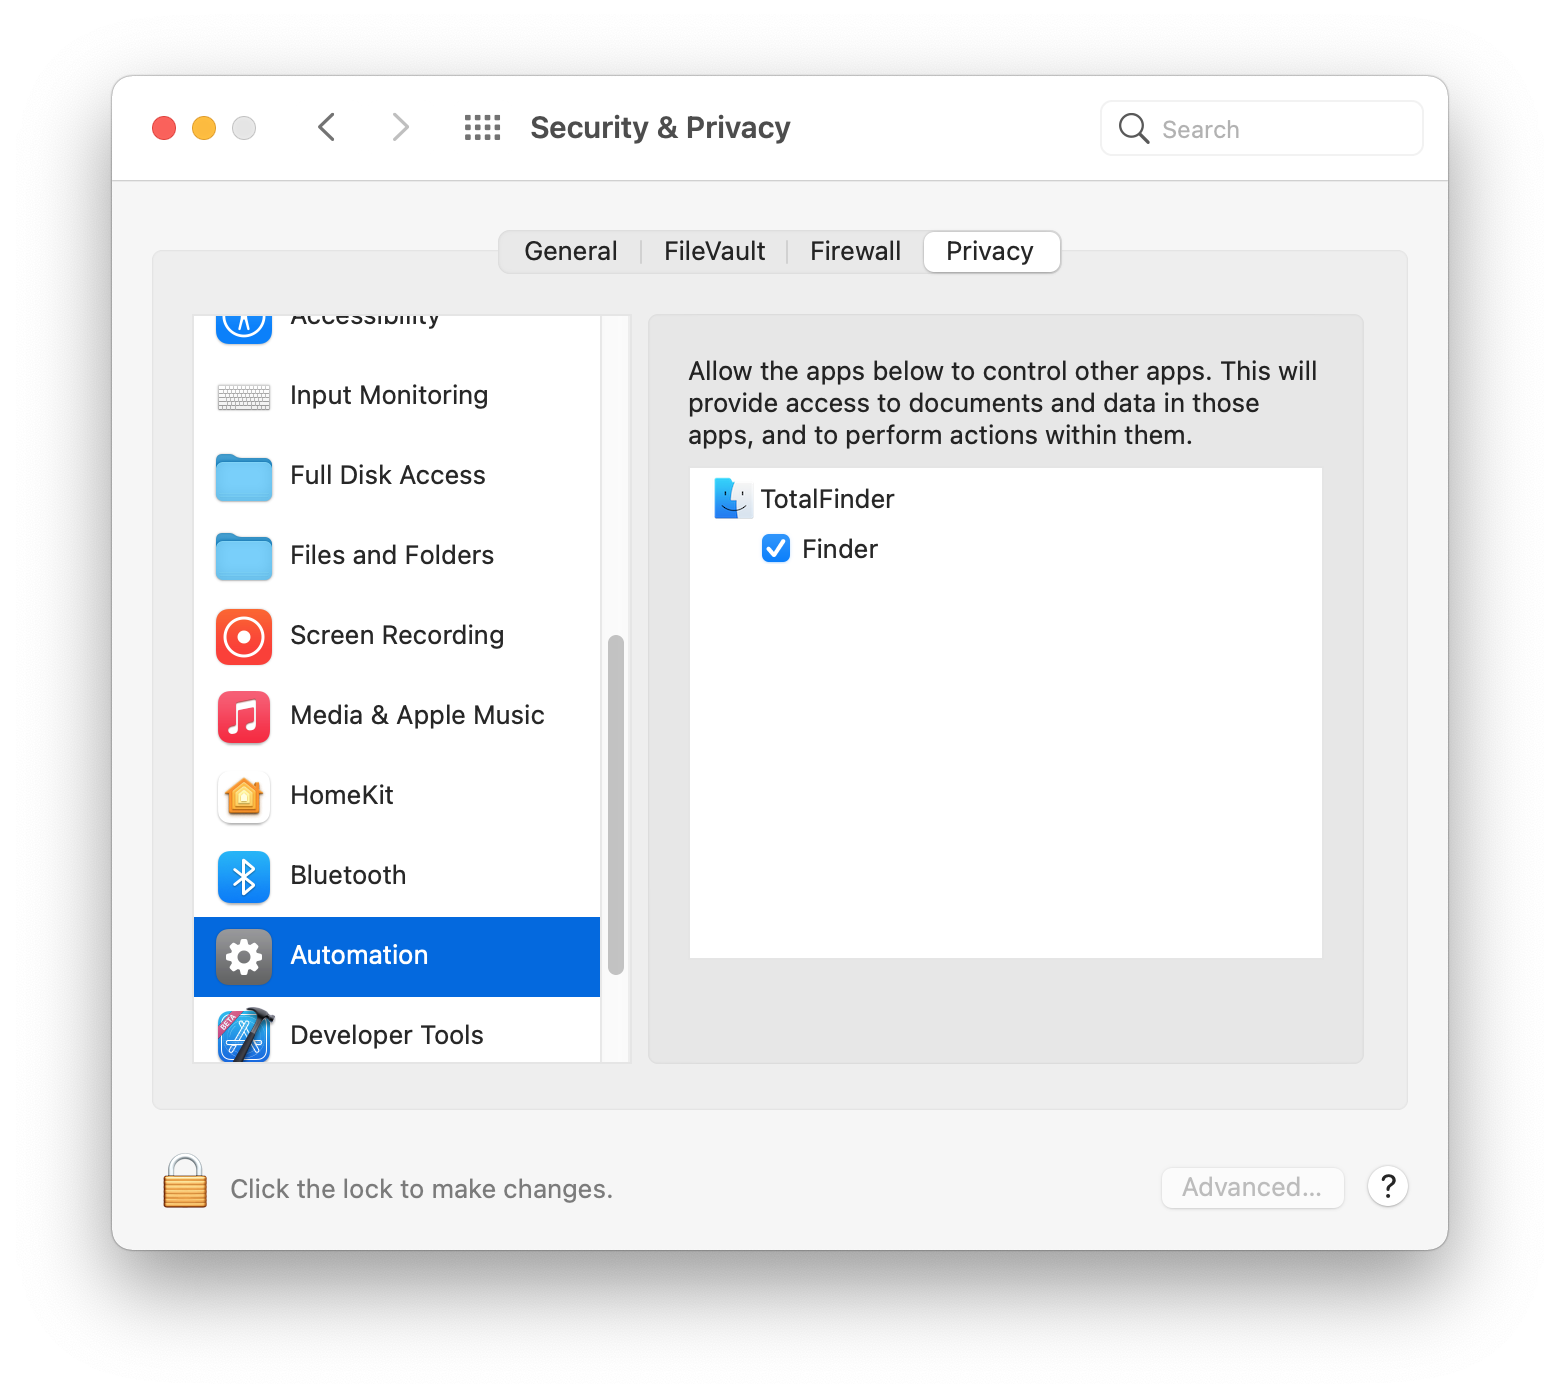 Security & Privacy
Search
General
FileVault
Firewall
Privacy
Accessibility
Input Monitoring
Full Disk Access
Files and Folders
Screen Recording
Media & Apple Music
HomeKit
Bluetooth
Automation
BETA
Developer Tools
Allow the apps below to control other apps. This will
provide access to documents and data in those
apps, and to perform actions within them.
TotalFinder
Finder
Click the lock to make changes.
Advanced...
?